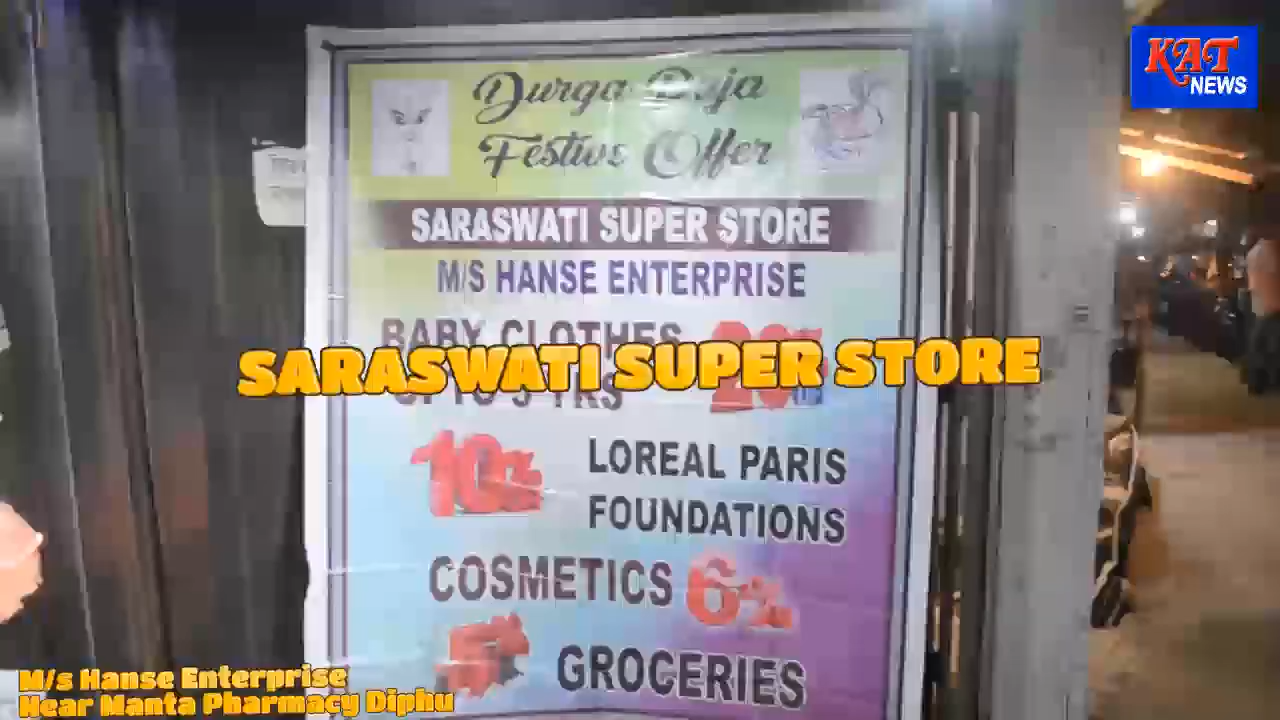 KAT
NEWS
Durga Puja
Festive Offer
SARASWATI SUPER STORE
M/S HANSE ENTERPRISE
BABY CLOTHES
SARASWATI SUPER STORE
10%
LOREAL PARIS
FOUNDATIONS
COSMETICS 6%
5%
GROCERIES
M/s Hanse Enterprise
Near Manta Pharmacy Diphu